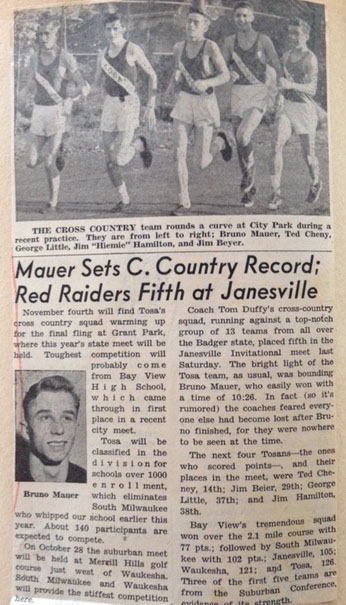 THE CROSS COUNTRY team rounds a curve at City Park during a
recent practice. They are from left to right; Bruno Mauer, Ted Cheny,
George Little, Jim "Hiemie" Hamilton, and Jim Beyer.
Mauer Sets C. Country Record;
Red Raiders Fifth at Janesville
November fourth will find Tosa's
cross country squad warming up
for the final fling at Grant Park,
where this year's state meet will be
held. Toughest competition will
probably come
from Bay View
High School,
which came
through in first
place in a recent
city meet.
Tosa will be
classified in the
division for
schools over 1000
enrollment,
which eliminates
South Milwaukee
Bruno Mauer
who whipped our school earlier this
year. About 140 participants are
expected to compete.
On October 28 the suburban meet
will be held at Merrill Hills golf
course just west of Waukesha.
South Milwaukee and Waukesha
will provide the stiffest competition
here.
Coach Tom Duffy's cross-country
squad, running against a top-notch
group of 13 teams from all over
the Badger state, placed fifth in the
Janesville Invitational meet last
Saturday. The bright light of the
Tosa team, as usual, was bounding
Bruno Mauer, who easily won with
a time of 10:26. In fact (so it's
rumored) the coaches feared every-
one else had become lost after Bru-
no finished, for they were nowhere
to be seen at the time.
The next four Tosans—the ones
who scored points—, and their
places in the meet, were Ted Che-
ney, 14th; Jim Beier, 29th; George
Little, 37th; and Jim Hamilton,
38th.
Bay View's tremendous squad
won over the 2.1 mile course with
77 pts.; followed by South Milwau-
kee with 102 pts.; Janesville, 105;
Waukesha, 121; and Tosa, 126.
Three of the first five teams are
from the Suburban Conference,
evidence of its strength.